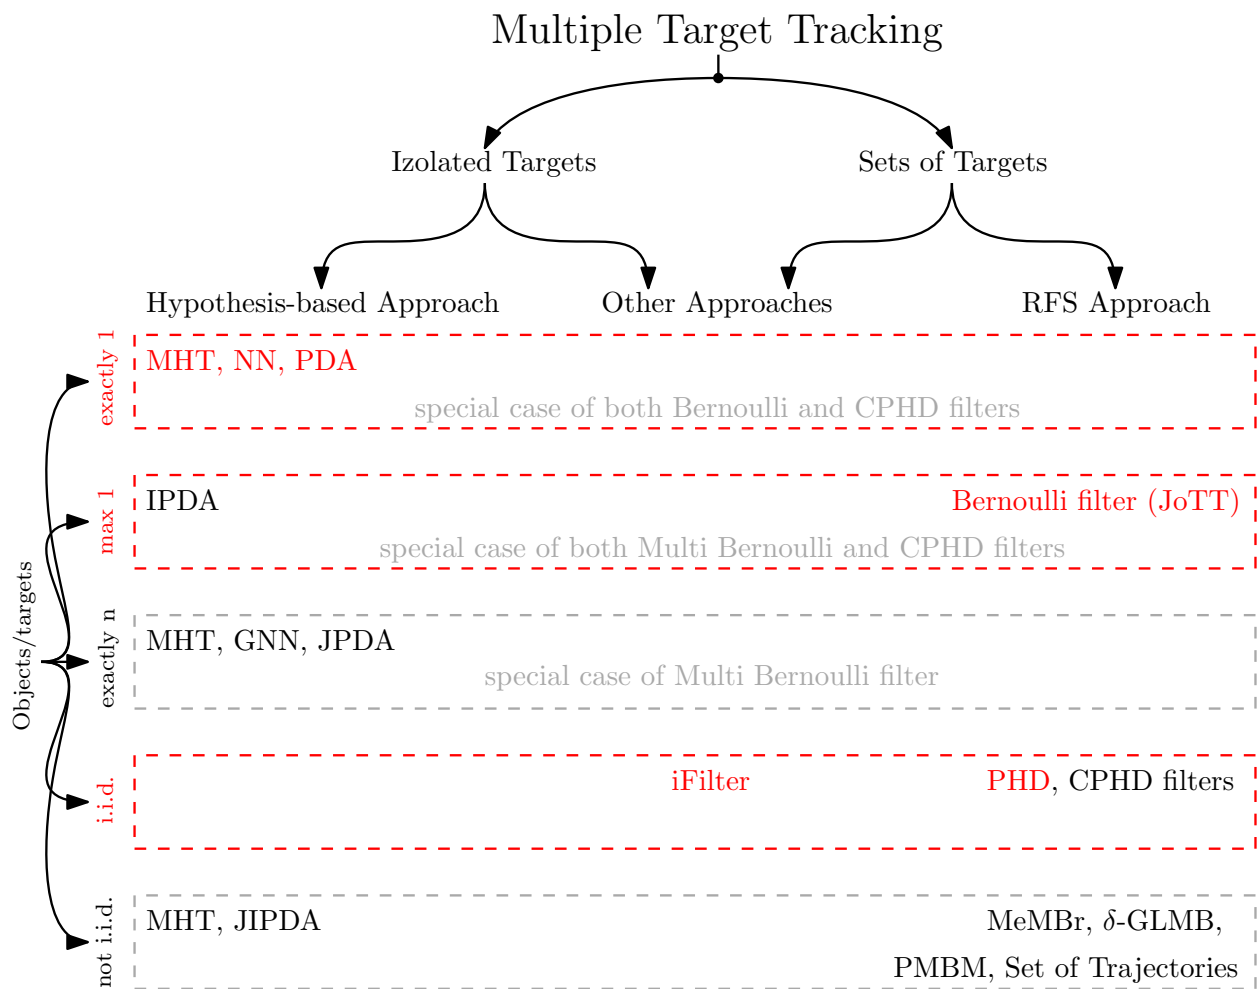 Multiple Target Tracking
Izolated Targets
Sets of Targets
Hypothesis-based Approach
Other Approaches
RFS Approach
Objects/targets
exactly 1
MHT, NN, PDA
special case of both Bernoulli and CPHD filters
max 1
IPDA
Bernoulli filter (JoTT)
special case of both Multi Bernoulli and CPHD filters
exactly n
MHT, GNN, JPDA
special case of Multi Bernoulli filter
i.i.d.
iFilter
PHD, CPHD filters
not i.i.d.
MHT, JIPDA
MeMBr, δ-GLMB,
PMBM, Set of Trajectories